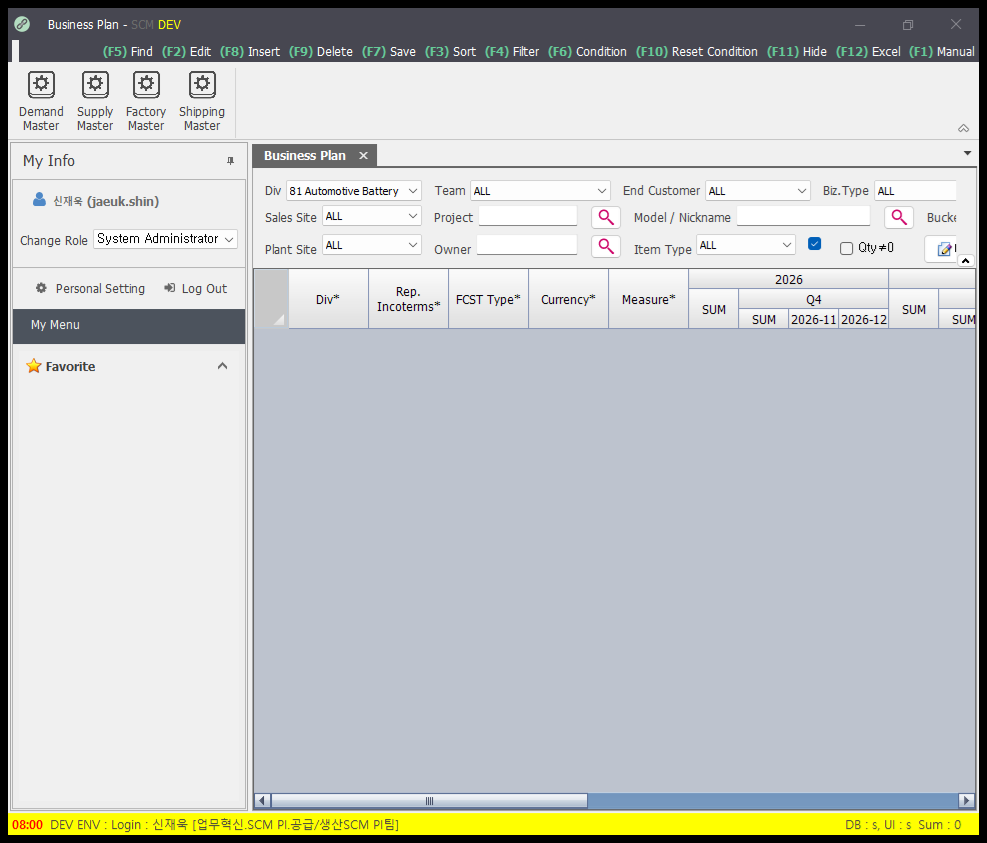 Business Plan - SCM DEV
(F5) Find (F2) Edit (F8) Insert (F9) Delete (F7) Save (F3) Sort (F4) Filter (F6) Condition (F10) Reset Condition (F11) Hide (F12) Excel (F1) Manual
Demand Master
Supply Master
Factory Master
Shipping Master
My Info
신재욱 (jaeuk.shin)
Change Role System Administrator
Personal Setting Log Out
My Menu
Favorite
Business Plan
Div 81 Automotive Battery Team ALL End Customer ALL Biz.Type ALL
Sales Site ALL Project Model / Nickname Bucke
Plant Site ALL Owner Item Type ALL Qty≠0
2026
Div* Rep. Incoterms* FCST Type* Currency* Measure* SUM Q4 SUM
SUM 2026-11 2026-12 SUM
08:00 DEV ENV : Login : 신재욱 [업무혁신.SCM PI.공급/생산SCM PI팀] DB : s, UI : s Sum : 0